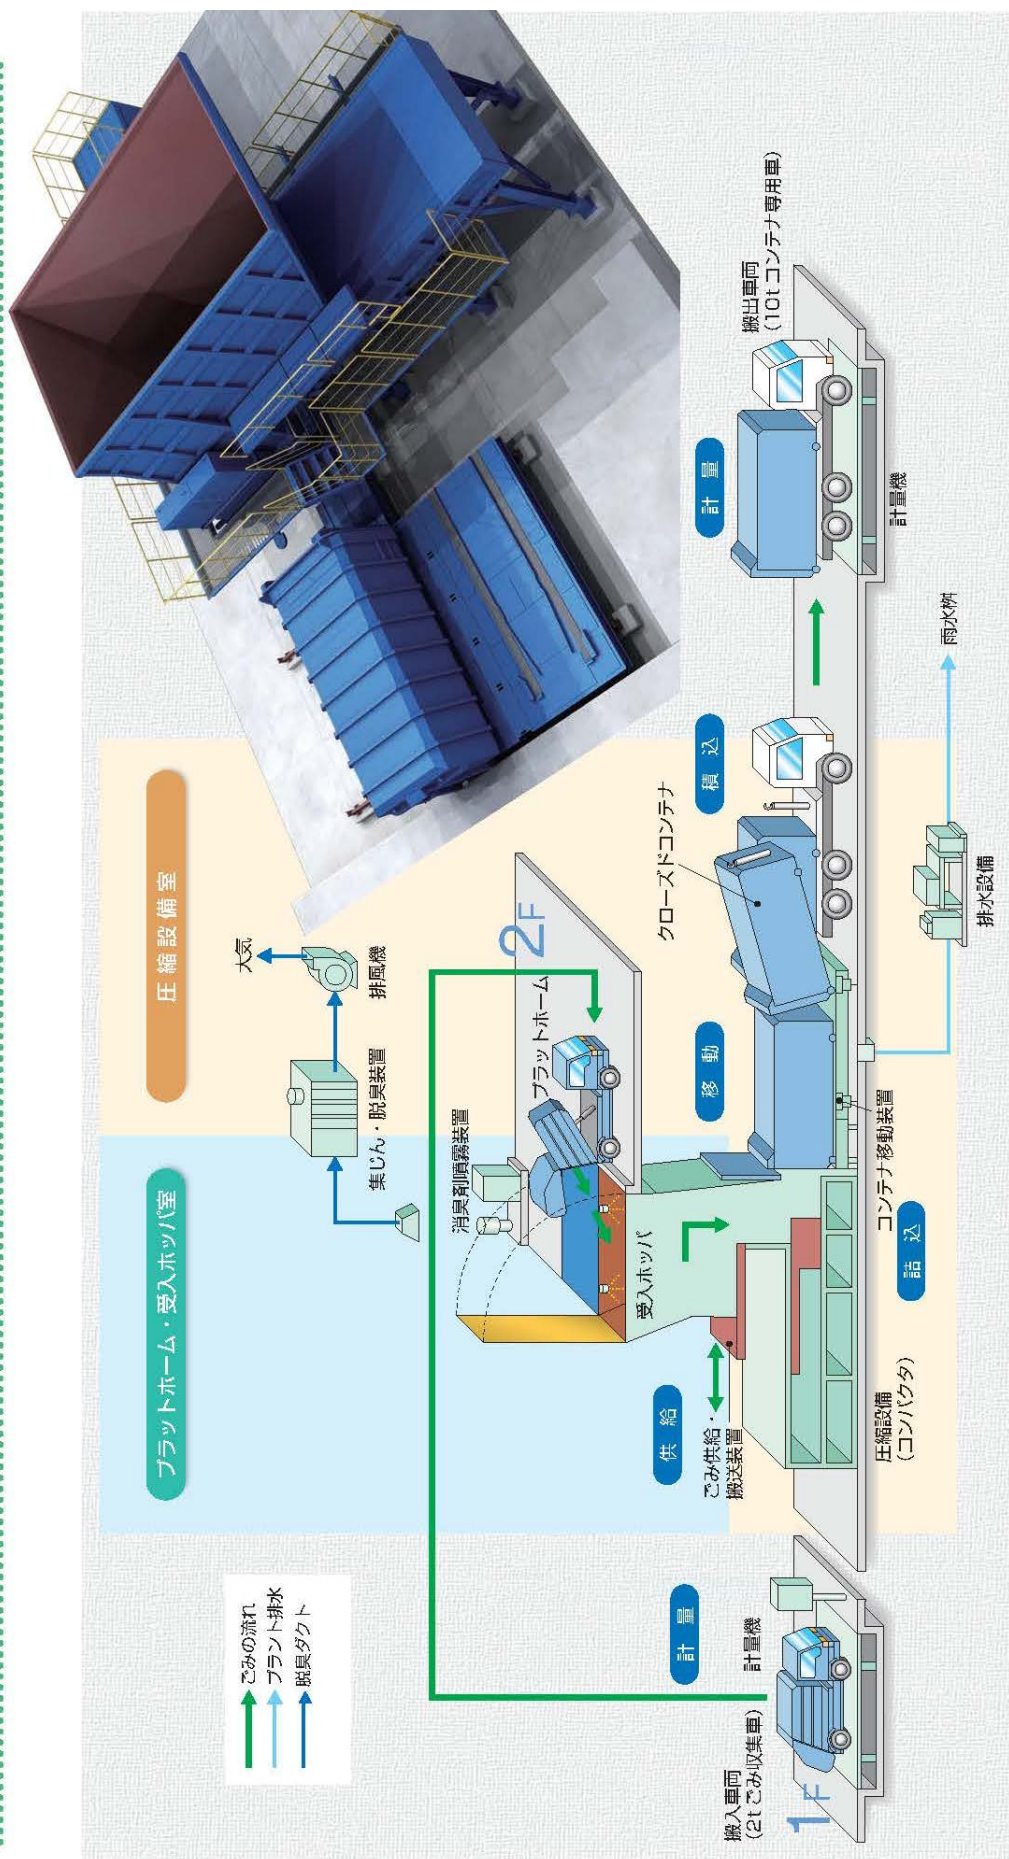 プラットホーム・受入ホッパ室
圧縮設備室
ごみの流れ
プラント排水
脱臭ダクト
大気
排風機
集じん・脱臭装置
消臭剤噴霧装置
プラットホーム
2F
受入ホッパ
供給
ごみ供給・
搬送装置
計量
計量機
搬入車両
(2tごみ収集車)
1F
圧縮設備
(コンパクタ)
詰込
コンテナ移動装置
移動
クローズドコンテナ
積込
排水設備
雨水桝
計量
計量機
搬出車両
(10tコンテナ専用車)